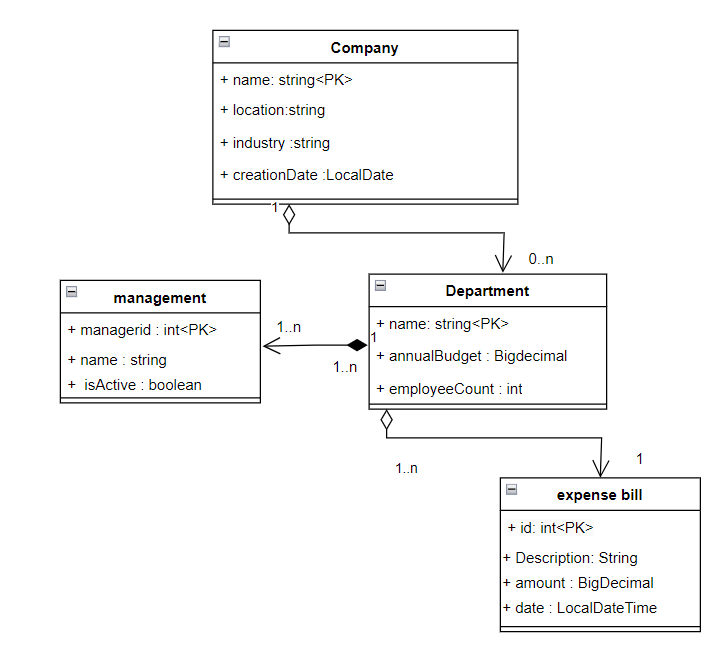 Company
+ name: string<PK>
+ location:string
+ industry :string
+ creationDate :LocalDate
1
0..n
management
+ managerid : int<PK>
+ name : string
+ isActive : boolean
1..n
1..n
1
Department
+ name: string<PK>
+ annualBudget : Bigdecimal
+ employeeCount : int
1..n
1
expense bill
+ id: int<PK>
+ Description: String
+ amount : BigDecimal
+ date : LocalDateTime